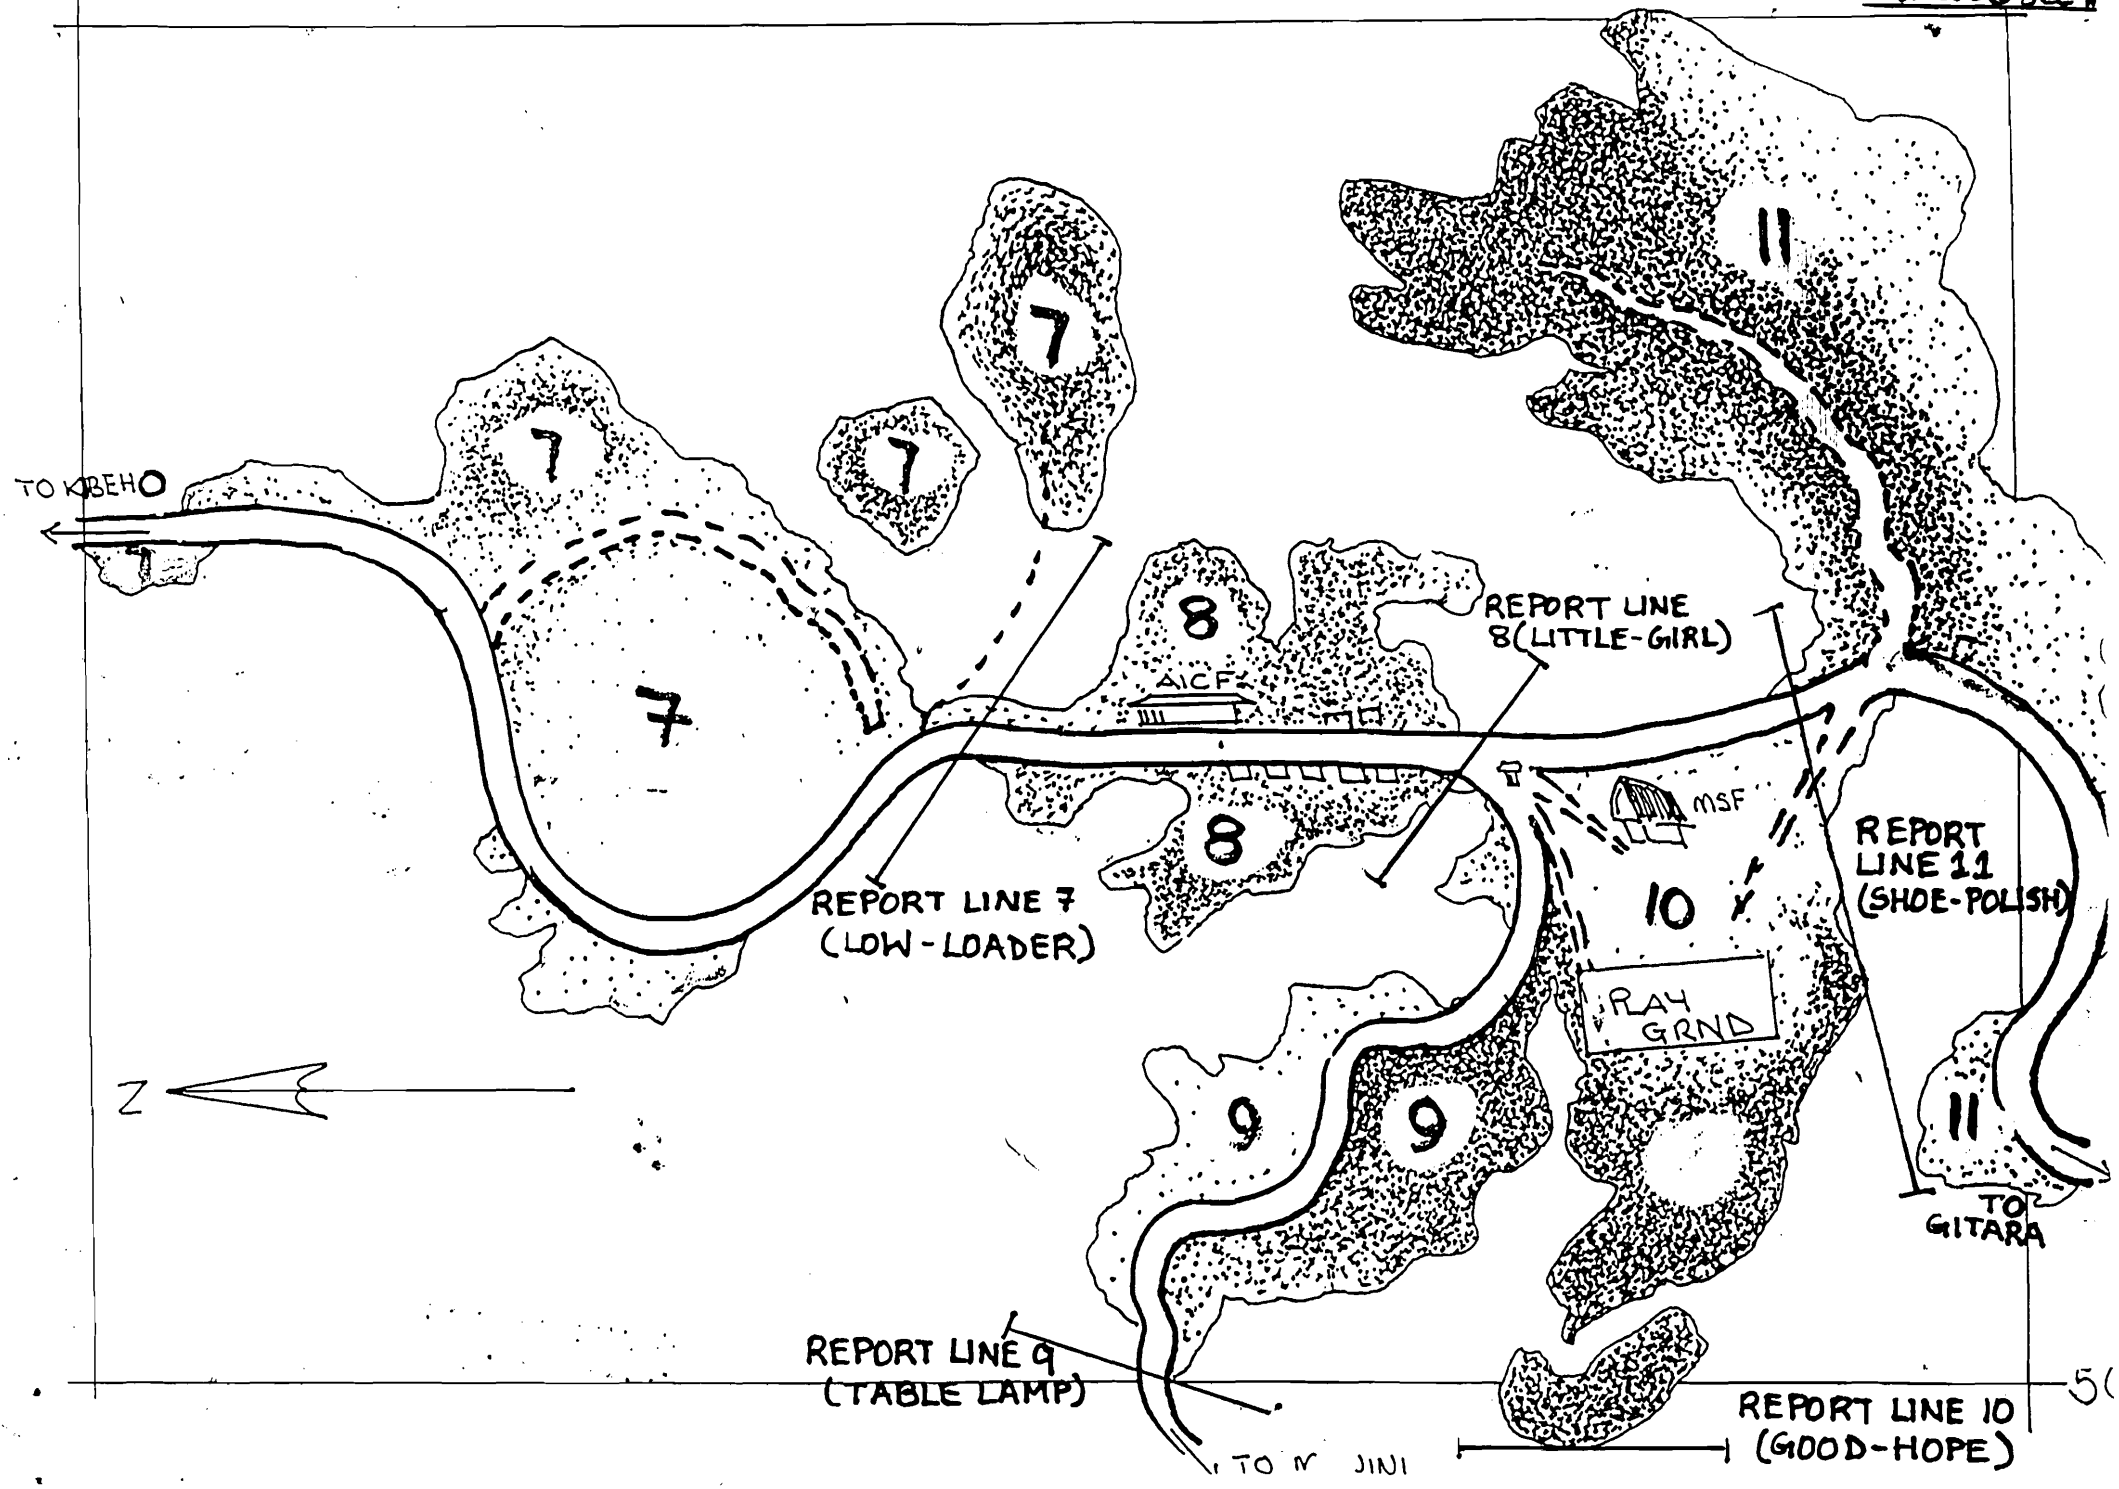 11
7
7
7
TO KIBEHO
7
8
REPORT LINE
8 (LITTLE-GIRL)
AICF
7
MSF
8
REPORT
LINE 11
(SHOE-POLISH)
REPORT LINE 7
(LOW-LOADER)
10
PLAY
GRND
N
9
9
11
TO
GITARA
REPORT LINE 9
(TABLE LAMP)
REPORT LINE 10
(GOOD-HOPE)
TO